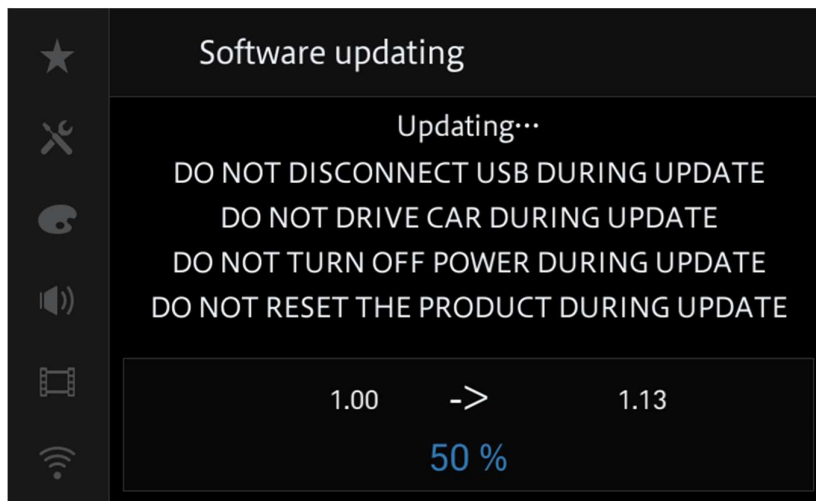 Software updating
Updating···
DO NOT DISCONNECT USB DURING UPDATE
DO NOT DRIVE CAR DURING UPDATE
DO NOT TURN OFF POWER DURING UPDATE
DO NOT RESET THE PRODUCT DURING UPDATE
1.00 -> 1.13
50 %